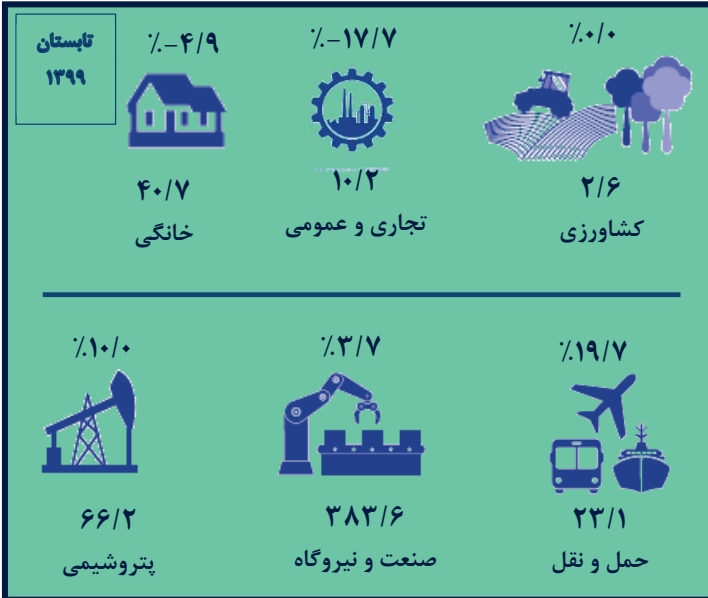 تابستان
۱۳۹۹
٪.۰/۰
٪.–۱۷/۷
٪.–۴/۹
۲/۶
۱۰/۲
۴۰/۷
کشاورزی
تجاری و عمومی
خانگی
٪.۱۹/۷
٪.۳/۷
٪.۱۰/۰
۲۳/۱
۳۸۳/۶
۶۶/۲
حمل و نقل
صنعت و نیروگاه
پتروشیمی